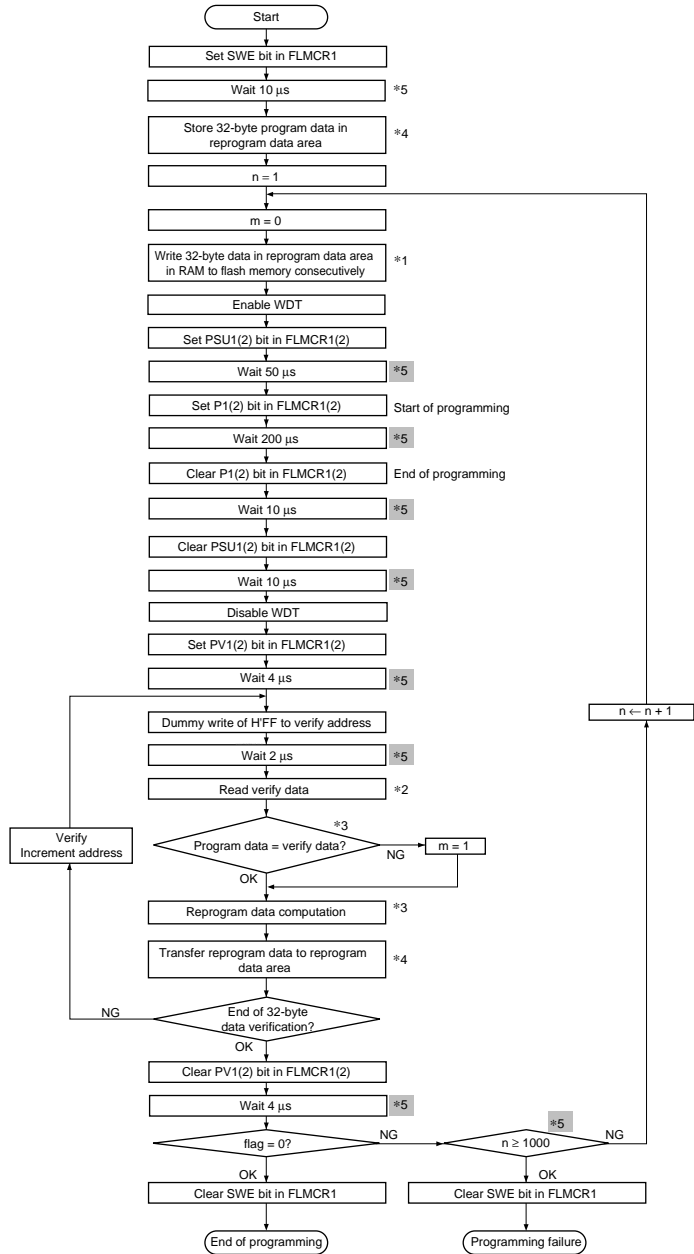 Start
Set SWE bit in FLMCR1
Wait 10 µs
*5
Store 32-byte program data in
reprogram data area
*4
n = 1
m = 0
Write 32-byte data in reprogram data area
in RAM to flash memory consecutively
*1
Enable WDT
Set PSU1(2) bit in FLMCR1(2)
Wait 50 µs
*5
Set P1(2) bit in FLMCR1(2)
Start of programming
Wait 200 µs
*5
Clear P1(2) bit in FLMCR1(2)
End of programming
Wait 10 µs
*5
Clear PSU1(2) bit in FLMCR1(2)
Wait 10 µs
*5
Disable WDT
Set PV1(2) bit in FLMCR1(2)
Wait 4 µs
*5
n ← n + 1
Dummy write of H'FF to verify address
Wait 2 µs
*5
Read verify data
*2
Verify
Increment address
*3
Program data = verify data?
NG
m = 1
OK
Reprogram data computation
*3
Transfer reprogram data to reprogram
data area
*4
NG
End of 32-byte
data verification?
OK
Clear PV1(2) bit in FLMCR1(2)
Wait 4 µs
*5
flag = 0?
NG
*5
n ≥ 1000
NG
OK
OK
Clear SWE bit in FLMCR1
Clear SWE bit in FLMCR1
End of programming
Programming failure